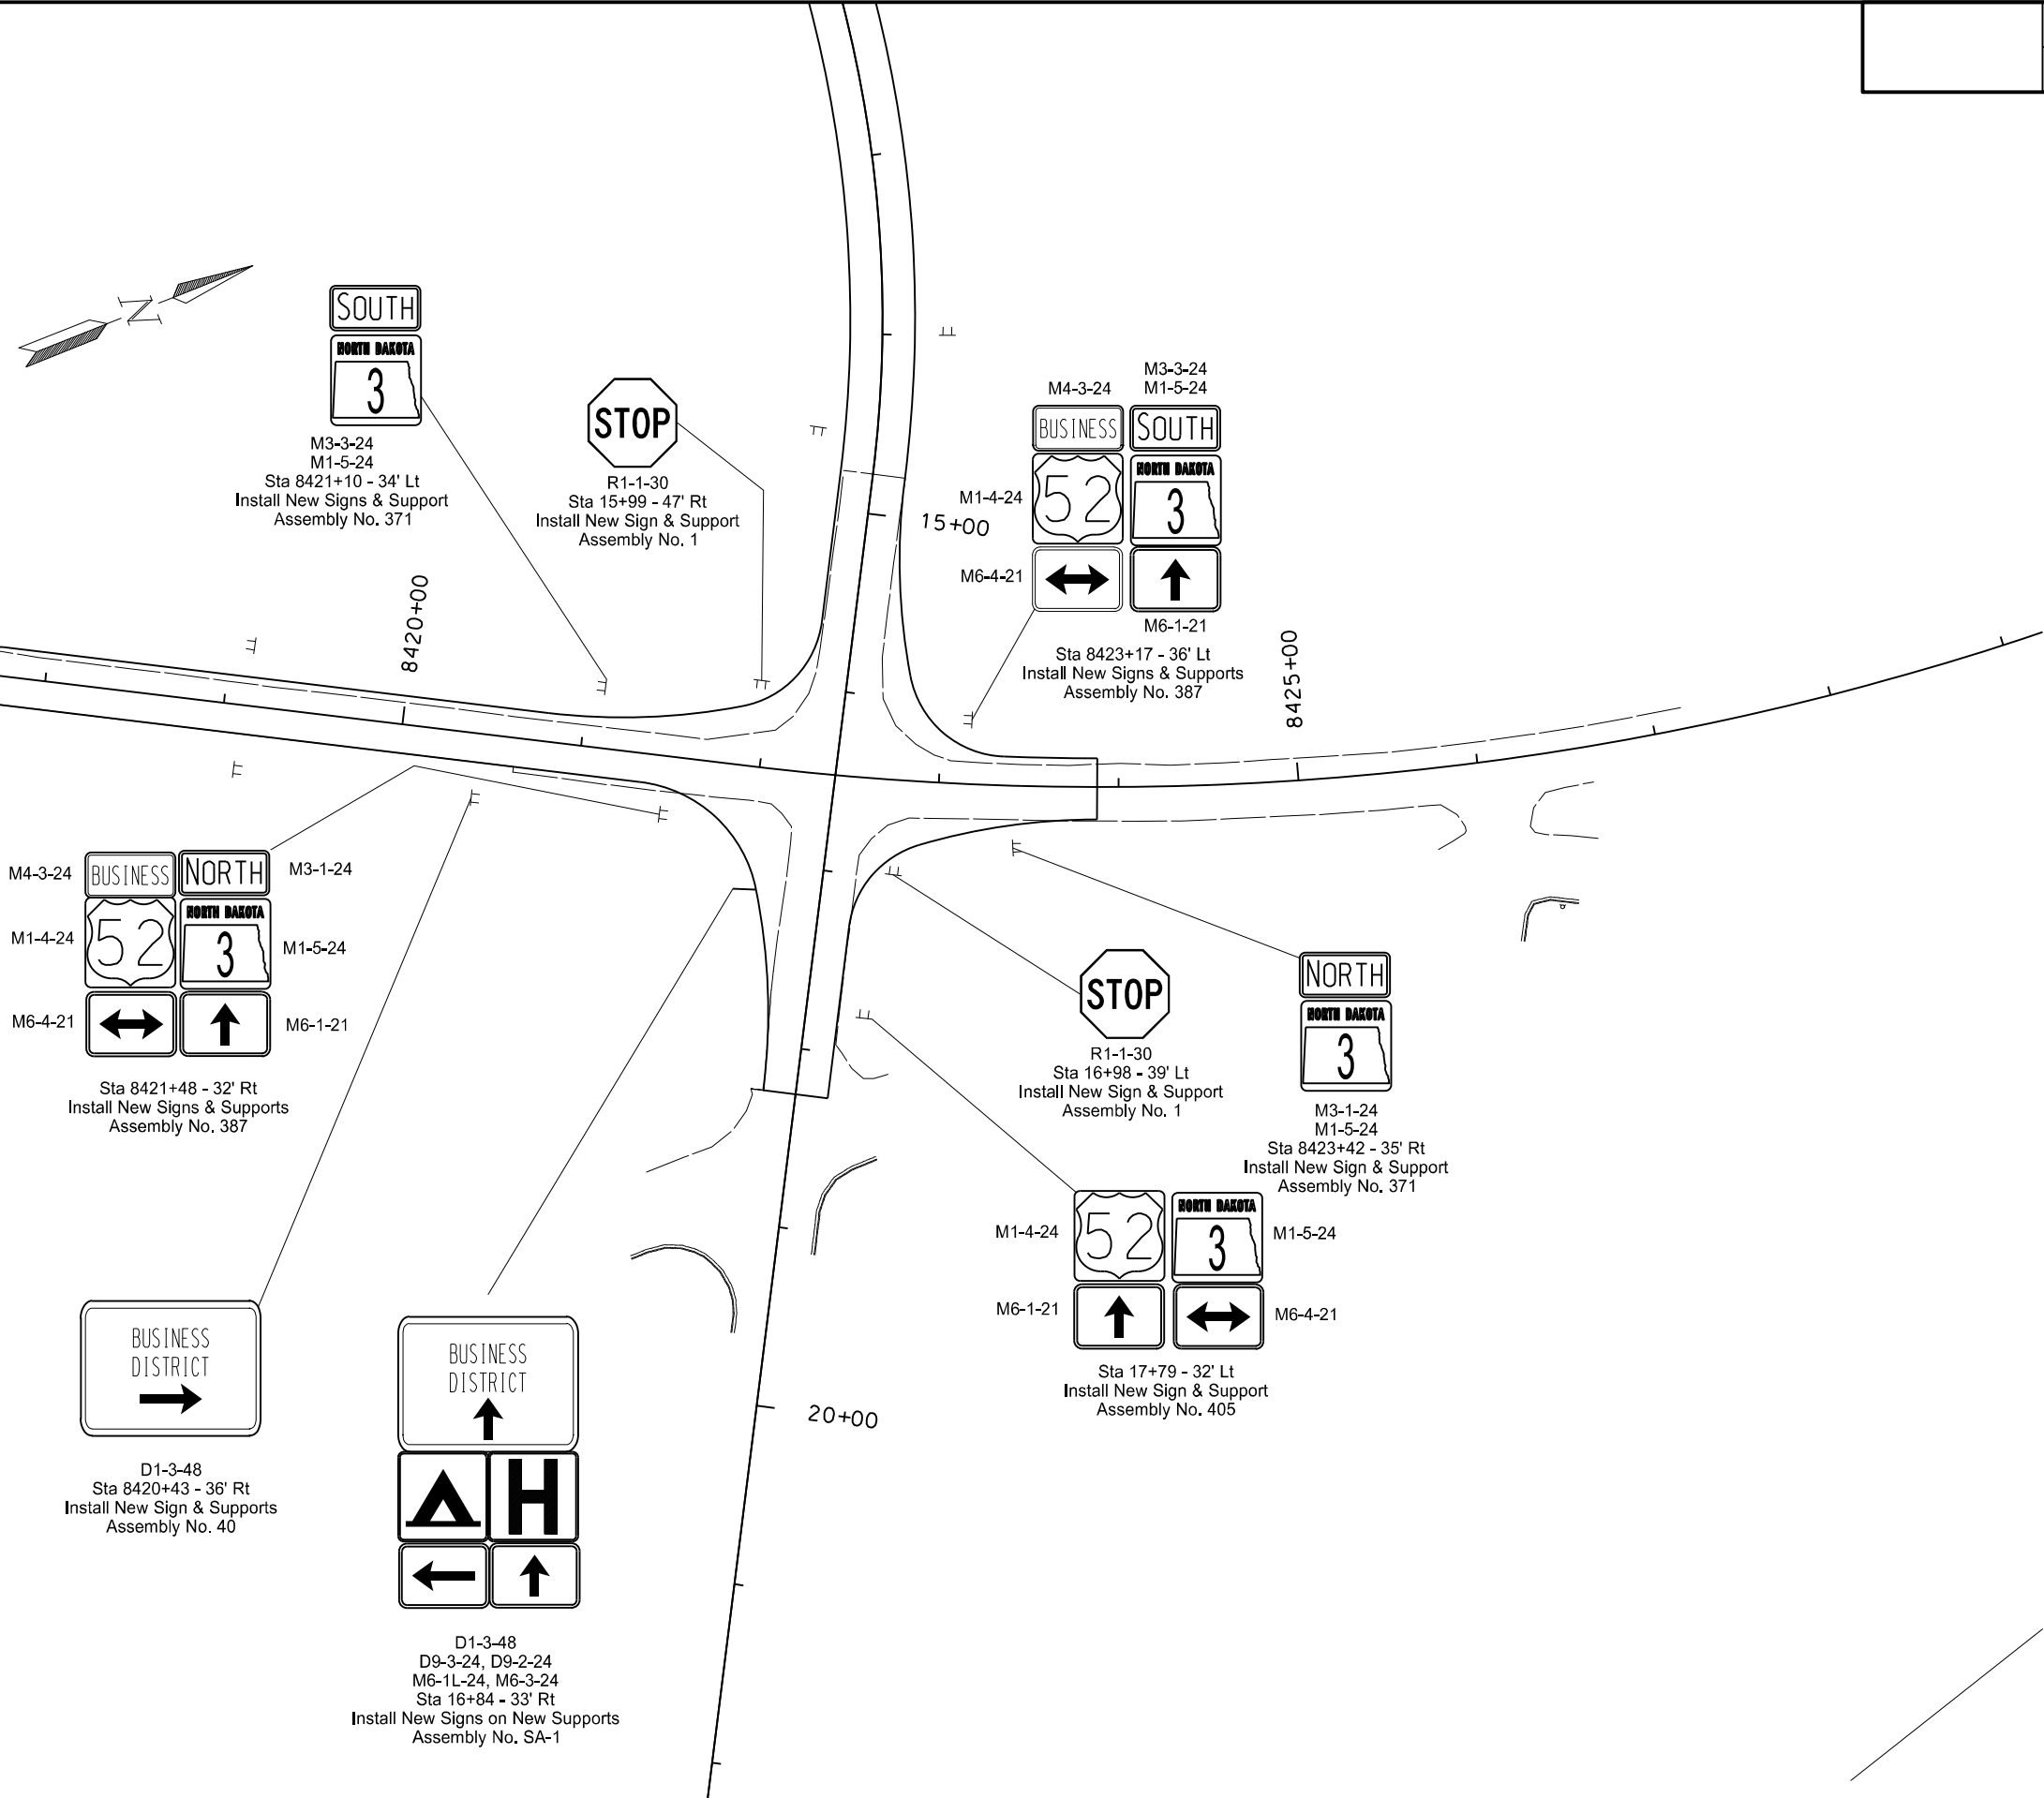 N
SOUTH
NORTH DAKOTA
3
M3-3-24
M1-5-24
Sta 8421+10 - 34' Lt
Install New Signs & Support
Assembly No. 371
STOP
R1-1-30
Sta 15+99 - 47' Rt
Install New Sign & Support
Assembly No. 1
M4-3-24
M3-3-24
M1-5-24
BUSINESS
SOUTH
M1-4-24
52
NORTH DAKOTA
3
M6-4-21
M6-1-21
Sta 8423+17 - 36' Lt
Install New Signs & Supports
Assembly No. 387
15+00
8420+00
8425+00
M4-3-24
BUSINESS
NORTH
M3-1-24
M1-4-24
52
NORTH DAKOTA
3
M1-5-24
M6-4-21
M6-1-21
Sta 8421+48 - 32' Rt
Install New Signs & Supports
Assembly No. 387
STOP
R1-1-30
Sta 16+98 - 39' Lt
Install New Sign & Support
Assembly No. 1
NORTH
NORTH DAKOTA
3
M3-1-24
M1-5-24
Sta 8423+42 - 35' Rt
Install New Sign & Support
Assembly No. 371
M1-4-24
52
NORTH DAKOTA
3
M1-5-24
M6-1-21
M6-4-21
Sta 17+79 - 32' Lt
Install New Sign & Support
Assembly No. 405
20+00
BUSINESS
DISTRICT
D1-3-48
Sta 8420+43 - 36' Rt
Install New Sign & Supports
Assembly No. 40
BUSINESS
DISTRICT
H
D1-3-48
D9-3-24, D9-2-24
M6-1L-24, M6-3-24
Sta 16+84 - 33' Rt
Install New Signs on New Supports
Assembly No. SA-1